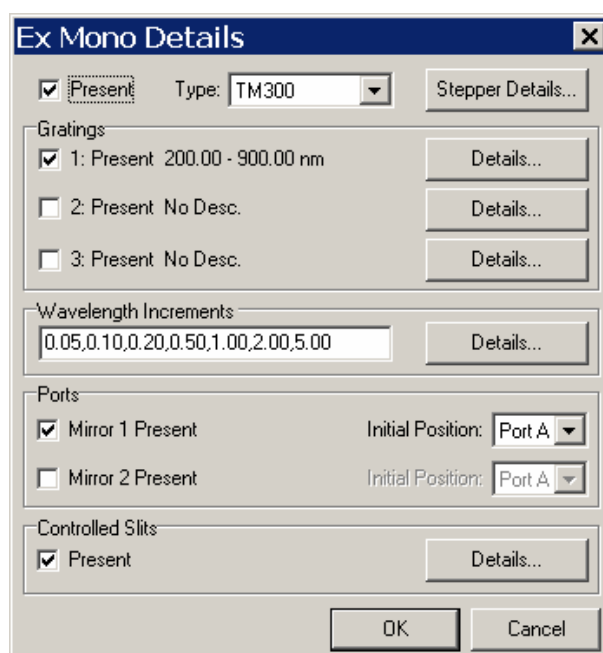 Ex Mono Details
Present Type: TM300 Stepper Details...
Gratings
1: Present 200.00 - 900.00 nm Details...
2: Present No Desc. Details...
3: Present No Desc. Details...
Wavelength Increments
0.05,0.10,0.20,0.50,1.00,2.00,5.00 Details...
Ports
Mirror 1 Present Initial Position: Port A
Mirror 2 Present Initial Position: Port A
Controlled Slits
Present Details...
OK Cancel